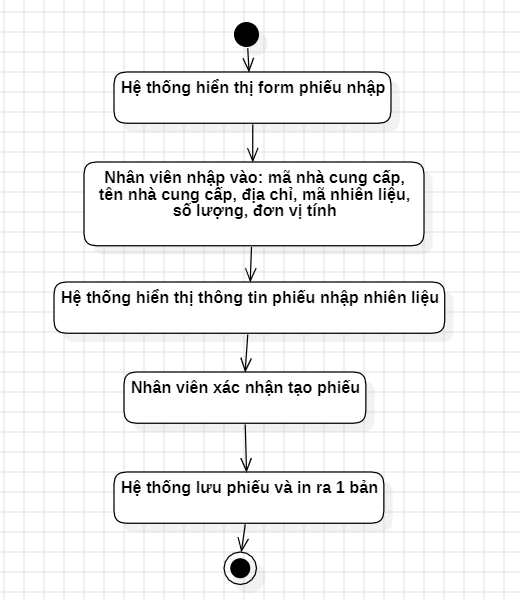 Hệ thống hiển thị form phiếu nhập
Nhân viên nhập vào: mã nhà cung cấp,
tên nhà cung cấp, địa chỉ, mã nhiên liệu,
số lượng, đơn vị tính
Hệ thống hiển thị thông tin phiếu nhập nhiên liệu
Nhân viên xác nhận tạo phiếu
Hệ thống lưu phiếu và in ra 1 bản